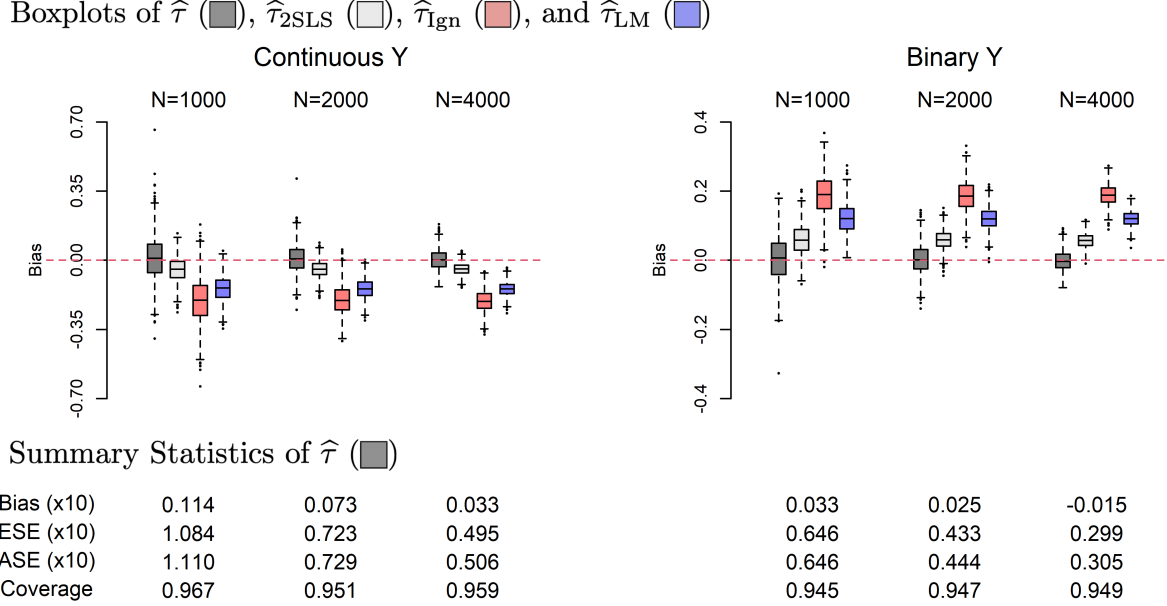 Boxplots of τ̂ (), τ̂2SLS (), τ̂Ign (), and τ̂LM ()
Continuous Y
Binary Y
N=1000 N=2000 N=4000
N=1000 N=2000 N=4000
Bias
0.70
0.35
0.00
-0.35
-0.70
Bias
0.4
0.2
0.0
-0.2
-0.4
Summary Statistics of τ̂ ()
Bias (x10) 0.114 0.073 0.033 0.033 0.025 -0.015
ESE (x10) 1.084 0.723 0.495 0.646 0.433 0.299
ASE (x10) 1.110 0.729 0.506 0.646 0.444 0.305
Coverage 0.967 0.951 0.959 0.945 0.947 0.949